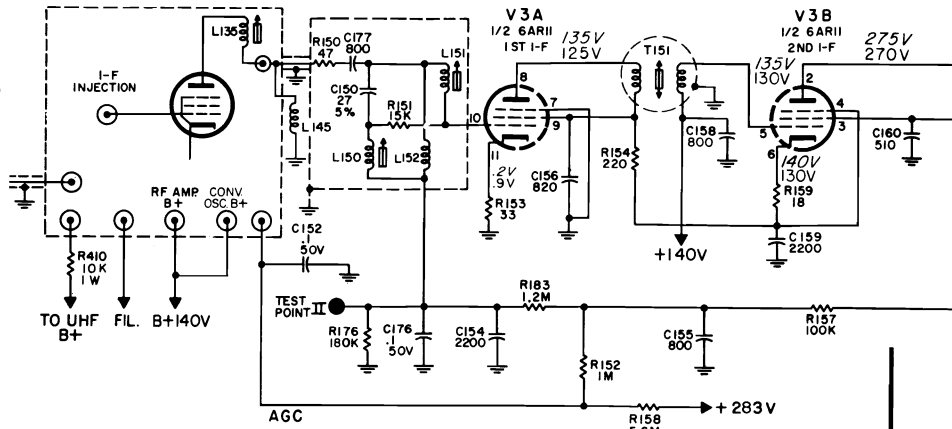 L135
I-F
INJECTION
L145
RF AMP.
B+
CONV.
OSC. B+
R410
10K
1W
TO UHF
B+
FIL.
B+140V
R150
47
C177
800
C150
27
5%
R151
15K
L151
L150
L152
C152
.1
50V
V3A
1/2 6AR11
1ST I-F
135V
125V
8
7
9
10
11
.2V
.9V
R153
33
C156
820
T151
R154
220
C158
800
+140V
V3B
1/2 6AR11
2ND I-F
275V
270V
135V
130V
2
4
3
5
6
140V
130V
R159
18
C160
510
C159
2200
TEST
POINT II
R176
180K
C176
.1
50V
C154
2200
R183
1.2M
R152
1M
C155
800
R157
100K
AGC
R158
+283V